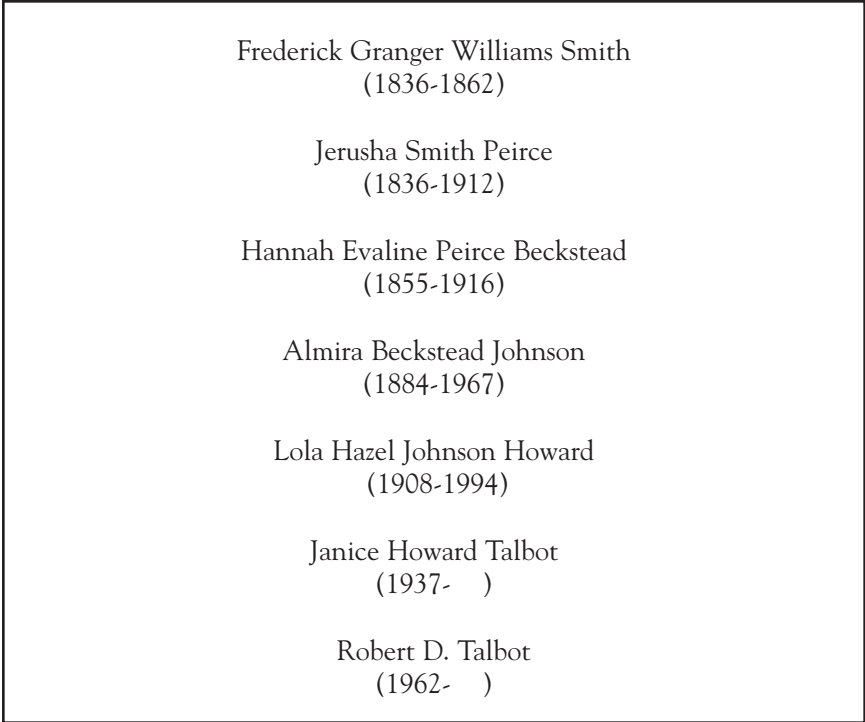 Frederick Granger Williams Smith
(1836-1862)
Jerusha Smith Peirce
(1836-1912)
Hannah Evaline Peirce Beckstead
(1855-1916)
Almira Beckstead Johnson
(1884-1967)
Lola Hazel Johnson Howard
(1908-1994)
Janice Howard Talbot
(1937-    )
Robert D. Talbot
(1962-    )